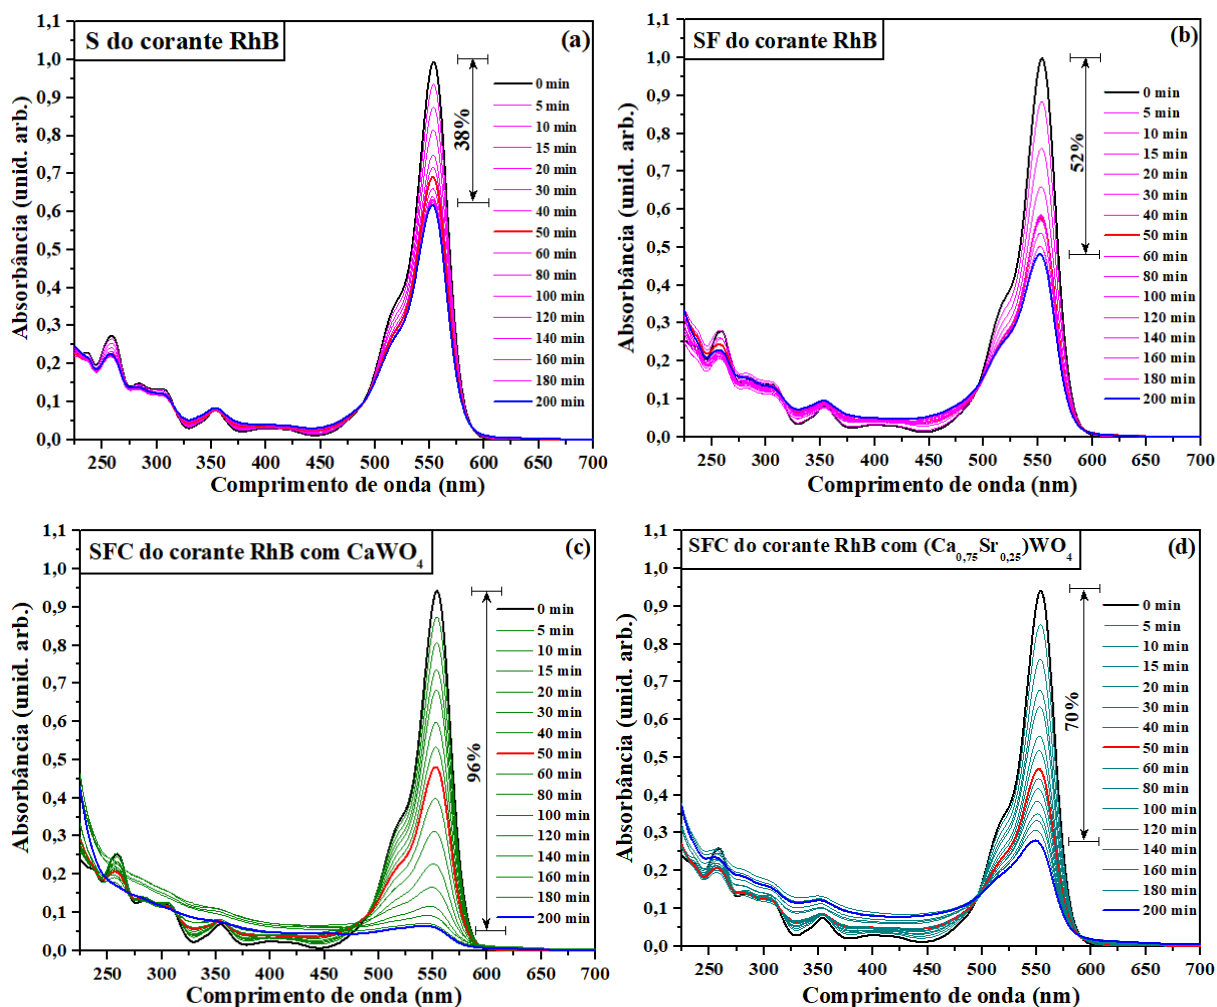 S do corante RhB
(a)
Absorbância (unid. arb.)
1,1
1,0
0,9
0,8
0,7
0,6
0,5
0,4
0,3
0,2
0,1
0,0
38%
0 min
5 min
10 min
15 min
20 min
30 min
40 min
50 min
60 min
80 min
100 min
120 min
140 min
160 min
180 min
200 min
250 300 350 400 450 500 550 600 650 700
Comprimento de onda (nm)
SF do corante RhB
(b)
Absorbância (unid. arb.)
1,1
1,0
0,9
0,8
0,7
0,6
0,5
0,4
0,3
0,2
0,1
0,0
52%
0 min
5 min
10 min
15 min
20 min
30 min
40 min
50 min
60 min
80 min
100 min
120 min
140 min
160 min
180 min
200 min
250 300 350 400 450 500 550 600 650 700
Comprimento de onda (nm)
SFC do corante RhB com CaWO₄
(c)
Absorbância (unid. arb.)
1,1
1,0
0,9
0,8
0,7
0,6
0,5
0,4
0,3
0,2
0,1
0,0
96%
0 min
5 min
10 min
15 min
20 min
30 min
40 min
50 min
60 min
80 min
100 min
120 min
140 min
160 min
180 min
200 min
250 300 350 400 450 500 550 600 650 700
Comprimento de onda (nm)
SFC do corante RhB com (Ca₀,₇₅Sr₀,₂₅)WO₄
(d)
Absorbância (unid. arb.)
1,1
1,0
0,9
0,8
0,7
0,6
0,5
0,4
0,3
0,2
0,1
0,0
70%
0 min
5 min
10 min
15 min
20 min
30 min
40 min
50 min
60 min
80 min
100 min
120 min
140 min
160 min
180 min
200 min
250 300 350 400 450 500 550 600 650 700
Comprimento de onda (nm)